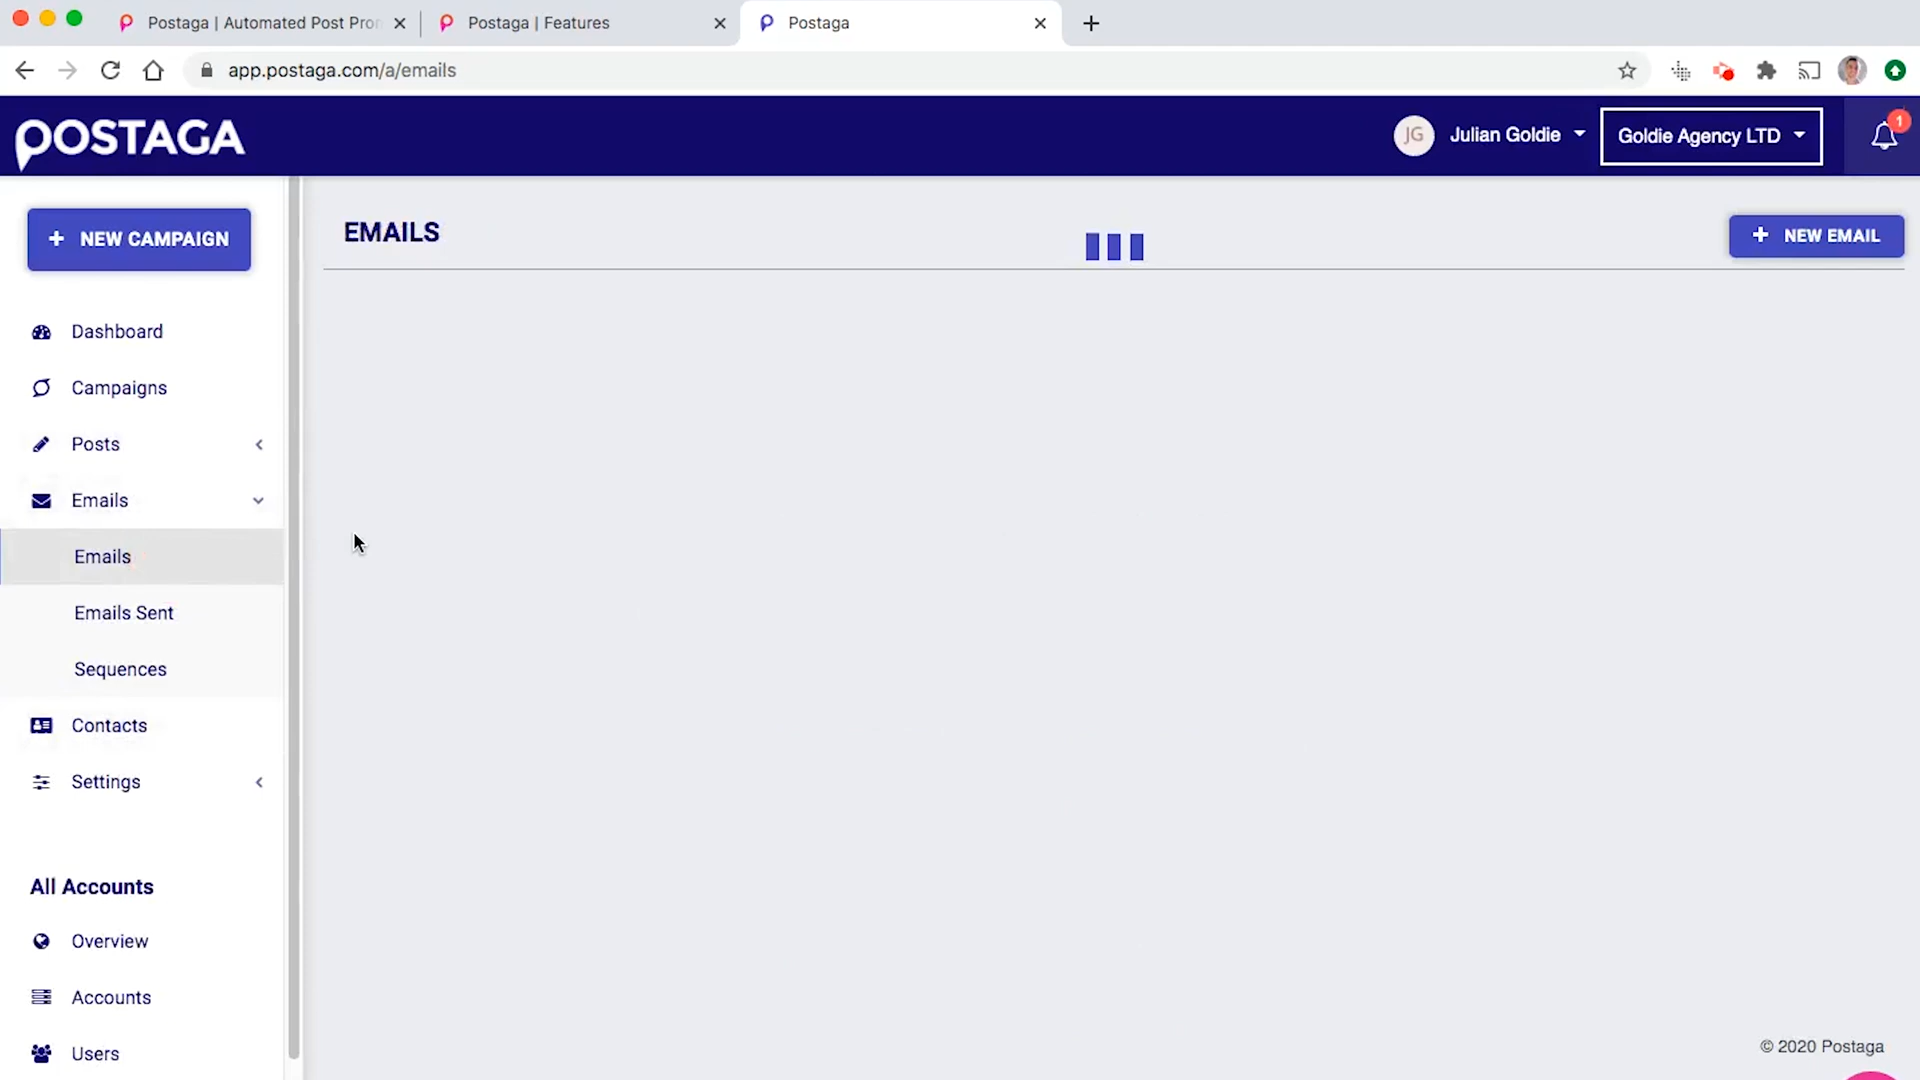 Postaga | Automated Post Pro
Postaga | Features
Postaga
app.postaga.com/a/emails
POSTAGA
JG
Julian Goldie
Goldie Agency LTD
1
+ NEW CAMPAIGN
EMAILS
+ NEW EMAIL
Dashboard
Campaigns
Posts
Emails
Emails
Emails Sent
Sequences
Contacts
Settings
All Accounts
Overview
Accounts
Users
© 2020 Postaga